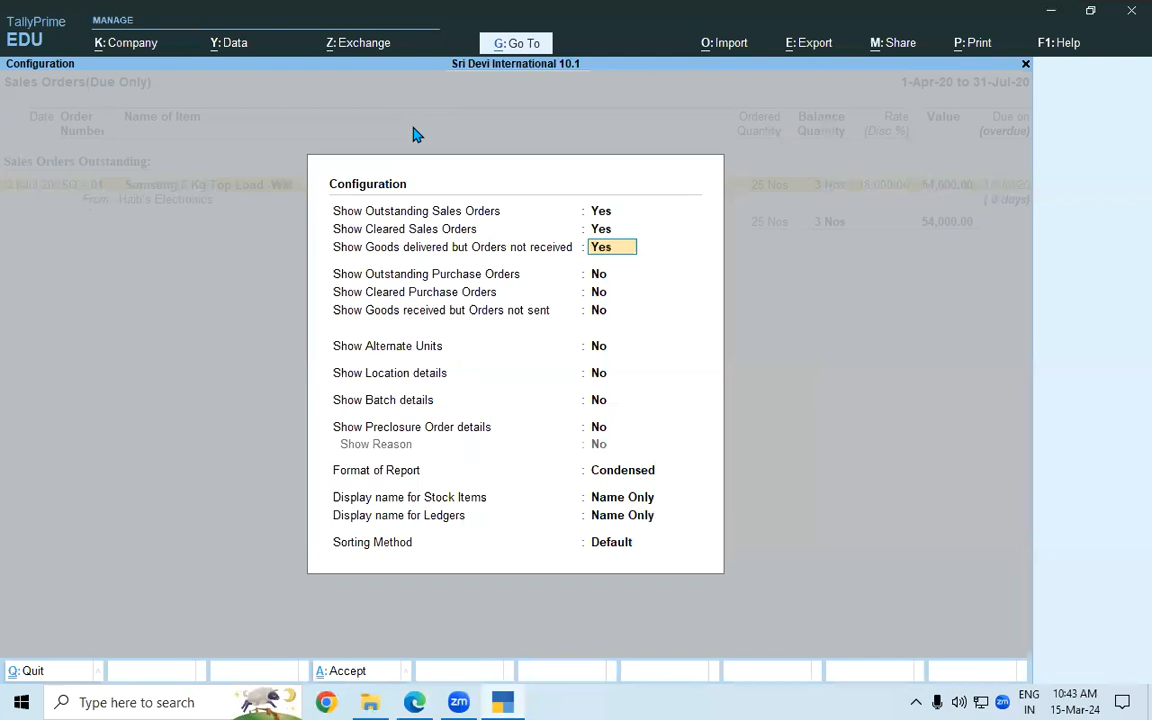 TallyPrime
EDU
MANAGE
K: Company
Y: Data
Z: Exchange
G: Go To
O: Import
E: Export
M: Share
P: Print
F1: Help
Configuration
Sri Devi International 10.1
Sales Orders(Due Only)
1-Apr-20 to 31-Jul-20
Date Order Number
Name of Item
Ordered Quantity
Balance Quantity
Rate (Disc %)
Value
Due on (overdue)
Sales Orders Outstanding:
Samsung Kg Top Load WM 25 Nos 3 Nos 18,000.00 54,000.00
From Electronics (0 days)
25 Nos 3 Nos 54,000.00
Configuration
Show Outstanding Sales Orders : Yes
Show Cleared Sales Orders : Yes
Show Goods delivered but Orders not received : Yes
Show Outstanding Purchase Orders : No
Show Cleared Purchase Orders : No
Show Goods received but Orders not sent : No
Show Alternate Units : No
Show Location details : No
Show Batch details : No
Show Preclosure Order details : No
Show Reason : No
Format of Report : Condensed
Display name for Stock Items : Name Only
Display name for Ledgers : Name Only
Sorting Method : Default
Q: Quit
A: Accept
Type here to search
zm
zm
ENG
IN
10:43 AM
15-Mar-24